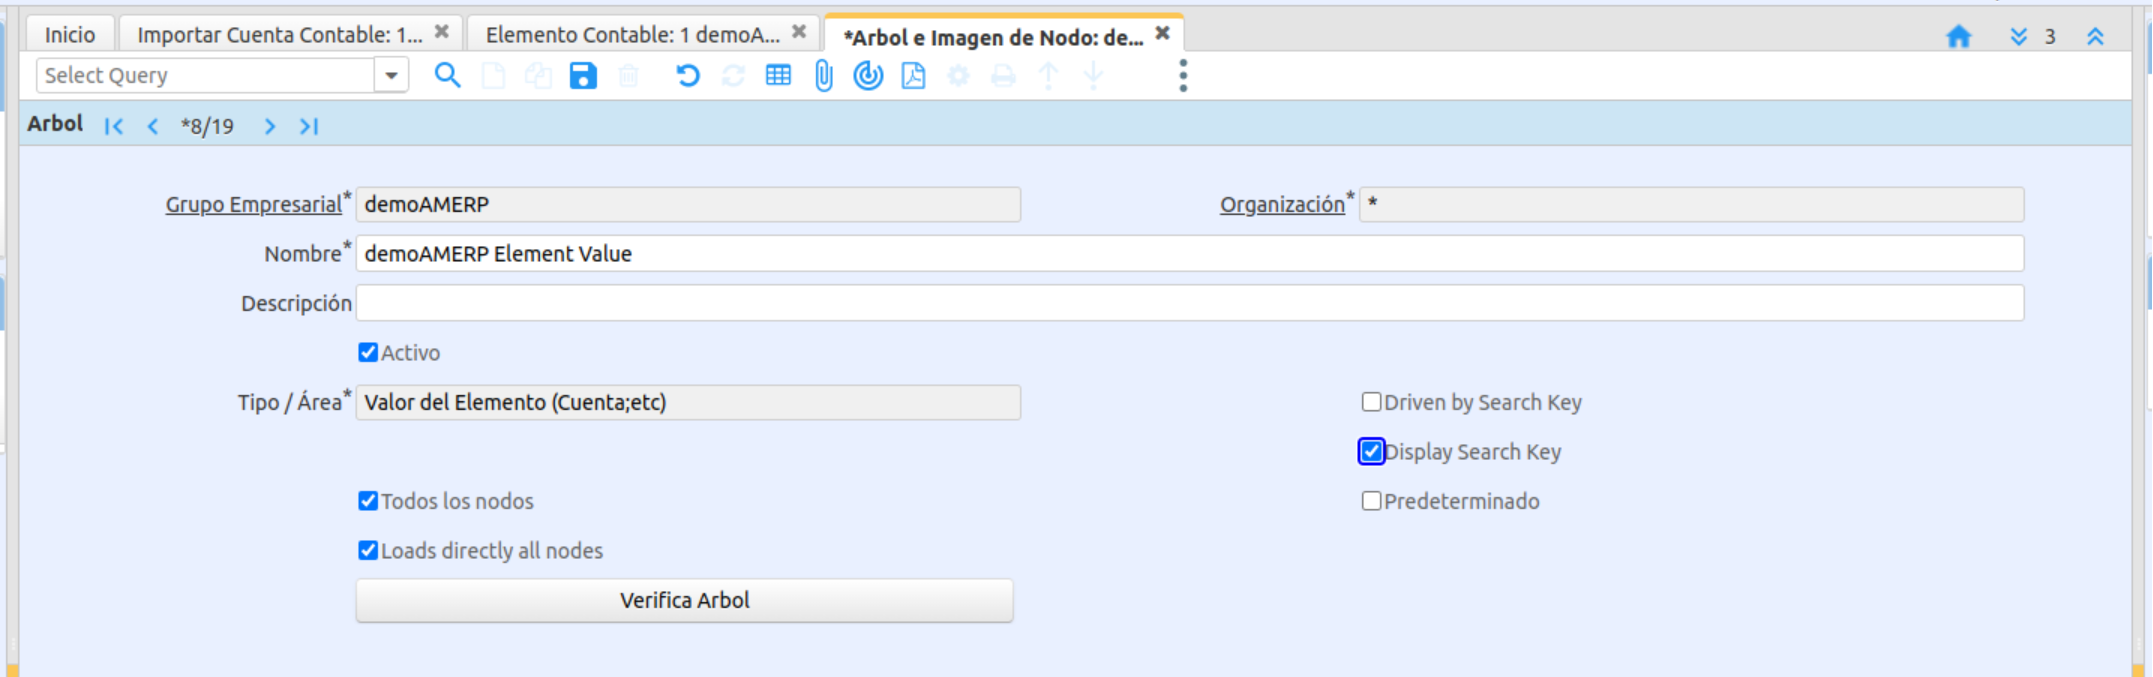 Inicio
Importar Cuenta Contable: 1...
Elemento Contable: 1 demoA...
*Arbol e Imagen de Nodo: de...
3
Select Query
Arbol
*8/19
Grupo Empresarial* demoAMERP
Organización* *
Nombre* demoAMERP Element Value
Descripción
Activo
Tipo / Área* Valor del Elemento (Cuenta;etc)
Driven by Search Key
Display Search Key
Todos los nodos
Predeterminado
Loads directly all nodes
Verifica Arbol